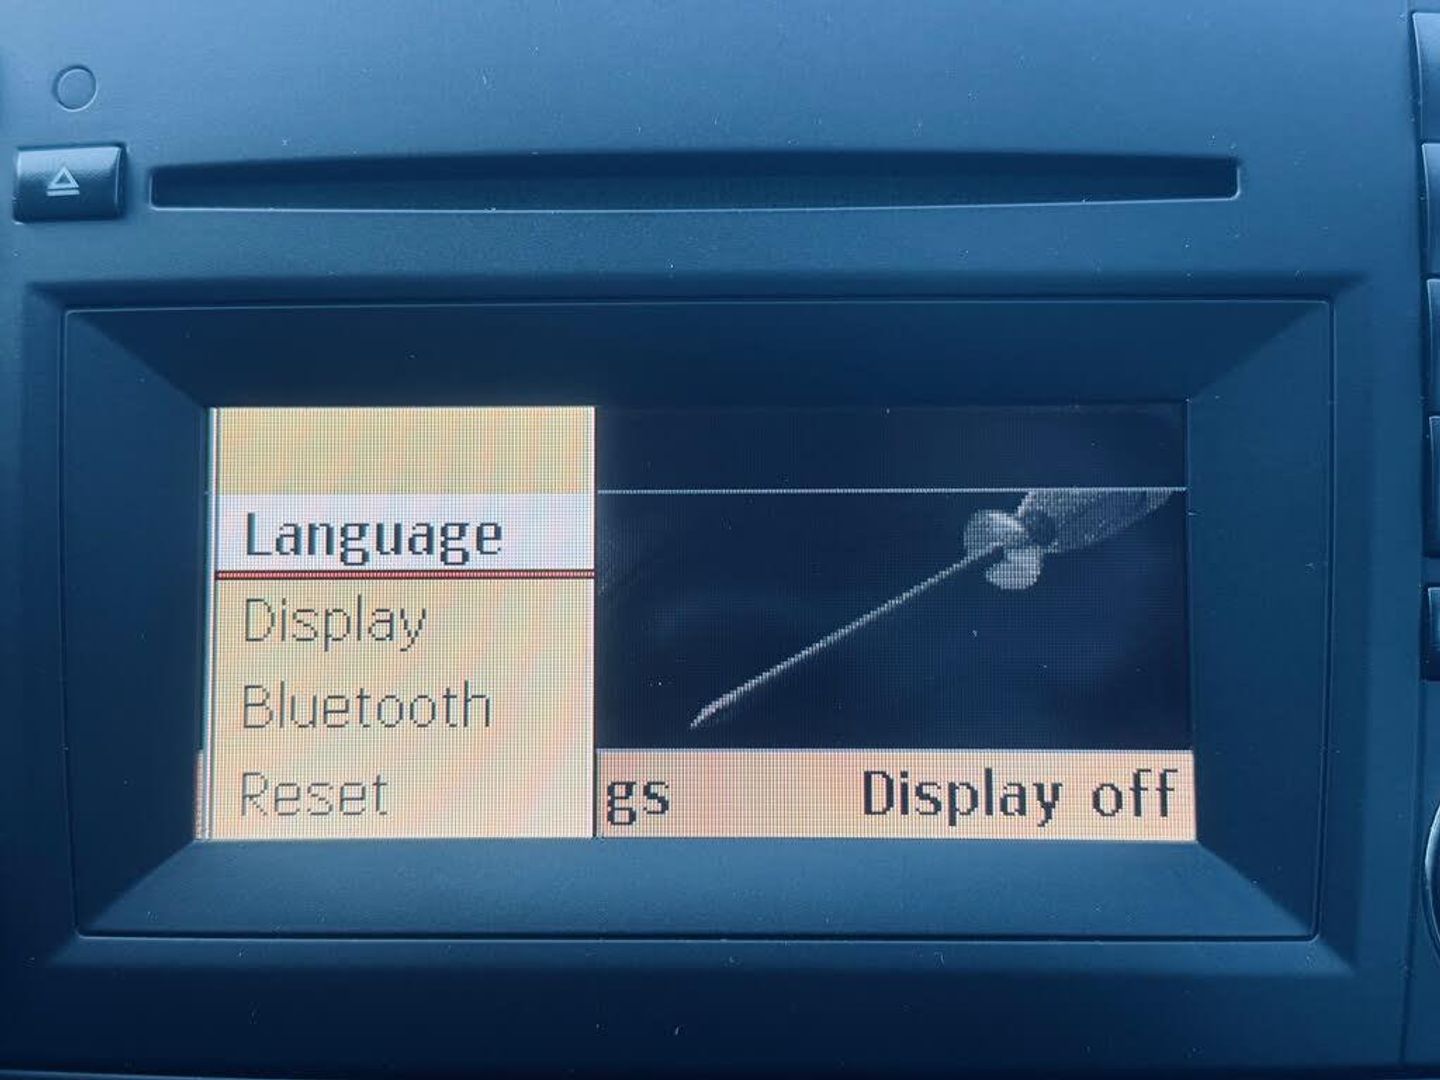 Language
Display
Bluetooth
Reset
gs Display off